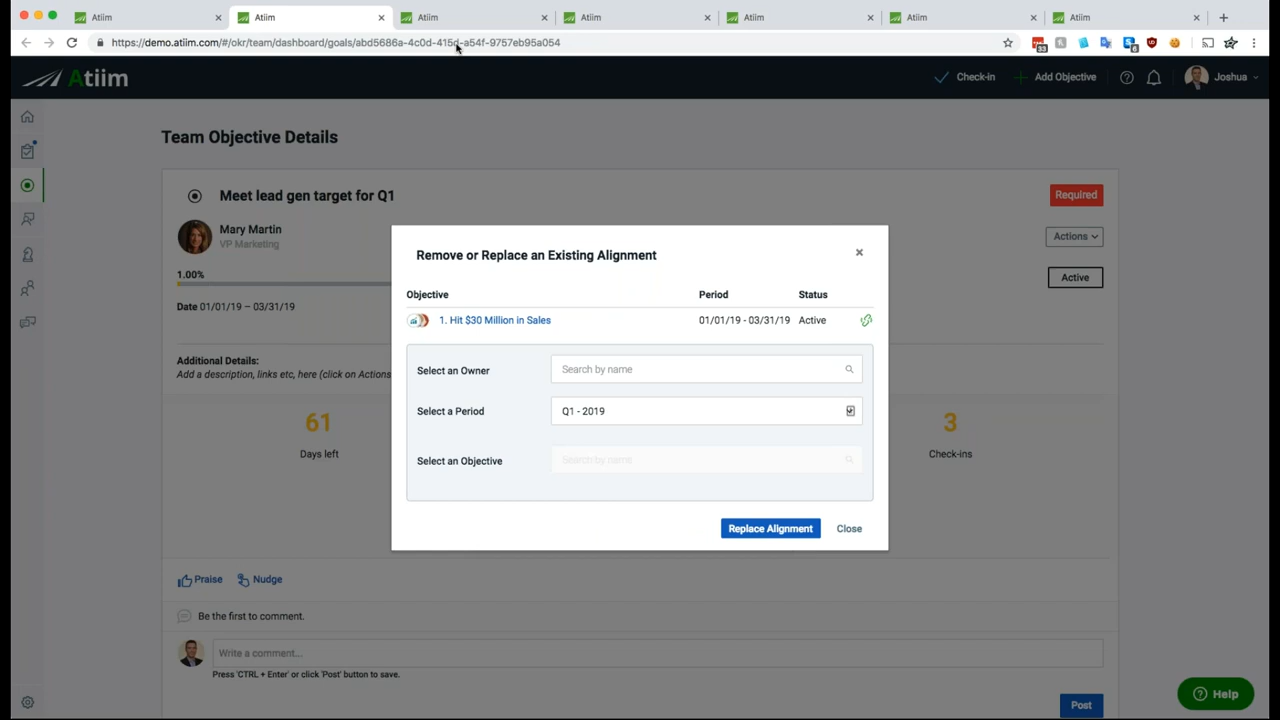 Atiim
Atiim
Atiim
Atiim
Atiim
Atiim
Atiim
https://demo.atiim.com/#/okr/team/dashboard/goals/abd5686a-4c0d-415d-a54f-9757eb95a054
33
6
Atiim
Check-in
Add Objective
Joshua
Team Objective Details
Meet lead gen target for Q1
Required
Mary Martin
VP Marketing
Actions
1.00%
Active
Date 01/01/19 – 03/31/19
Additional Details:
Add a description, links etc, here (click on Actions
61
Days left
3
Check-ins
Remove or Replace an Existing Alignment
Objective Period Status
1. Hit $30 Million in Sales 01/01/19 - 03/31/19 Active
Select an Owner Search by name
Select a Period Q1 - 2019
Select an Objective Search by name
Replace Alignment Close
Praise Nudge
Be the first to comment.
Write a comment...
Press 'CTRL + Enter' or click 'Post' button to save.
Help
Post